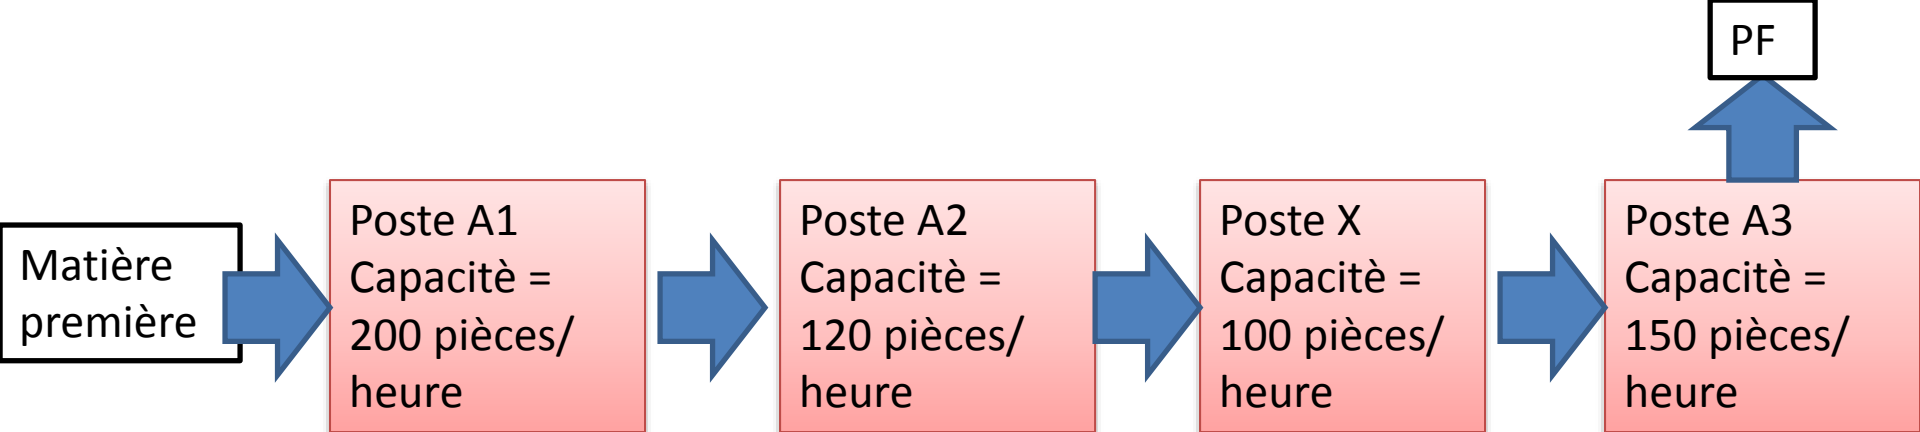 PF
Matière
première
Poste A1
Capacitè =
200 pièces/
heure
Poste A2
Capacitè =
120 pièces/
heure
Poste X
Capacitè =
100 pièces/
heure
Poste A3
Capacitè =
150 pièces/
heure